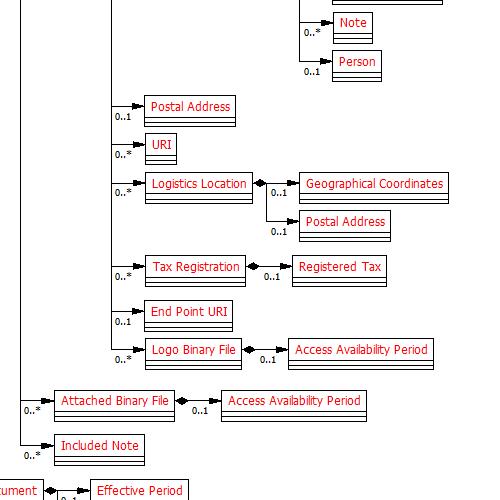 Note
0..*
Person
0..1
Postal Address
0..1
URI
0..*
Logistics Location
Geographical Coordinates
0..*
0..1
Postal Address
0..1
Tax Registration
Registered Tax
0..*
0..1
End Point URI
0..1
Logo Binary File
Access Availability Period
0..*
0..1
Attached Binary File
Access Availability Period
0..*
0..1
Included Note
0..*
Effective Period